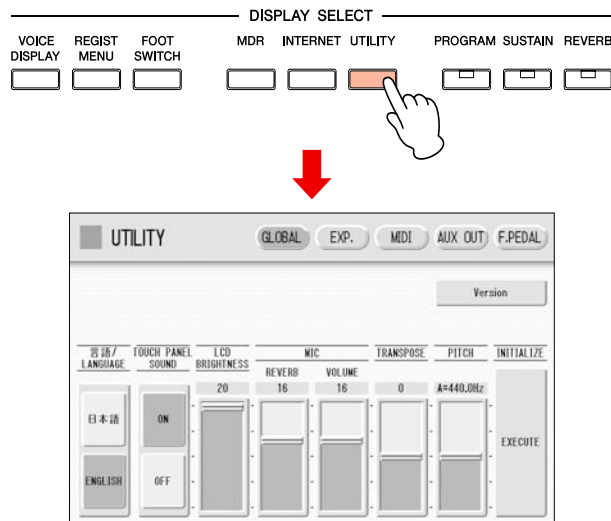 DISPLAY SELECT
VOICE DISPLAY
REGIST MENU
FOOT SWITCH
MDR
INTERNET
UTILITY
PROGRAM
SUSTAIN
REVERB
UTILITY
GLOBAL
EXP.
MIDI
AUX OUT
F.PEDAL
Version
言語/
LANGUAGE
TOUCH PANEL
SOUND
LCD
BRIGHTNESS
MIC
TRANSPOSE
PITCH
INITIALIZE
REVERB
VOLUME
20
16
16
0
A=440.0Hz
日本語
ON
EXECUTE
ENGLISH
OFF